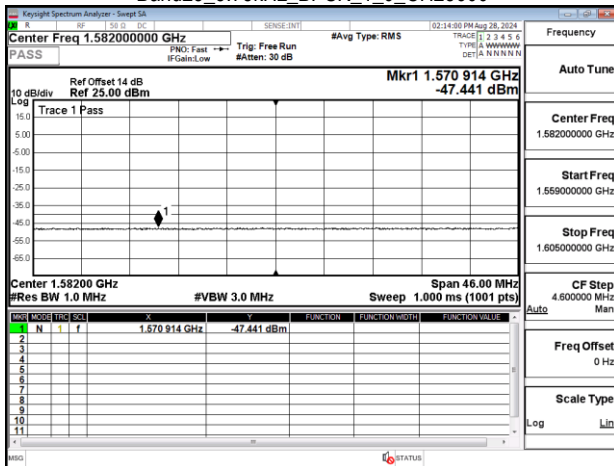 Keysight Spectrum Analyzer - Swept SA
R RF 50 Ω DC SENSE:INT 02:14:00 PM Aug 28, 2024
Center Freq 1.582000000 GHz #Avg Type: RMS TRACE 1 2 3 4 5 6
PASS PNO: Fast Trig: Free Run TYPE A WWWWW
IFGain:Low #Atten: 30 dB DET A N N N N N
Ref Offset 14 dB Mkr1 1.570 914 GHz
10 dB/div Ref 25.00 dBm -47.441 dBm
Log
Trace 1 Pass
15.0
5.00
-5.00
-15.0
-25.0
-35.0
-45.0
-55.0
-65.0
1
Center 1.58200 GHz Span 46.00 MHz
#Res BW 1.0 MHz #VBW 3.0 MHz Sweep 1.000 ms (1001 pts)
MKR MODE TRC SCL X Y FUNCTION FUNCTION WIDTH FUNCTION VALUE
1 N 1 f 1.570 914 GHz -47.441 dBm
2
3
4
5
6
7
8
9
10
11
MSG STATUS
Frequency
Auto Tune
Center Freq
1.582000000 GHz
Start Freq
1.559000000 GHz
Stop Freq
1.605000000 GHz
CF Step
4.600000 MHz
Auto Man
Freq Offset
0 Hz
Scale Type
Log Lin